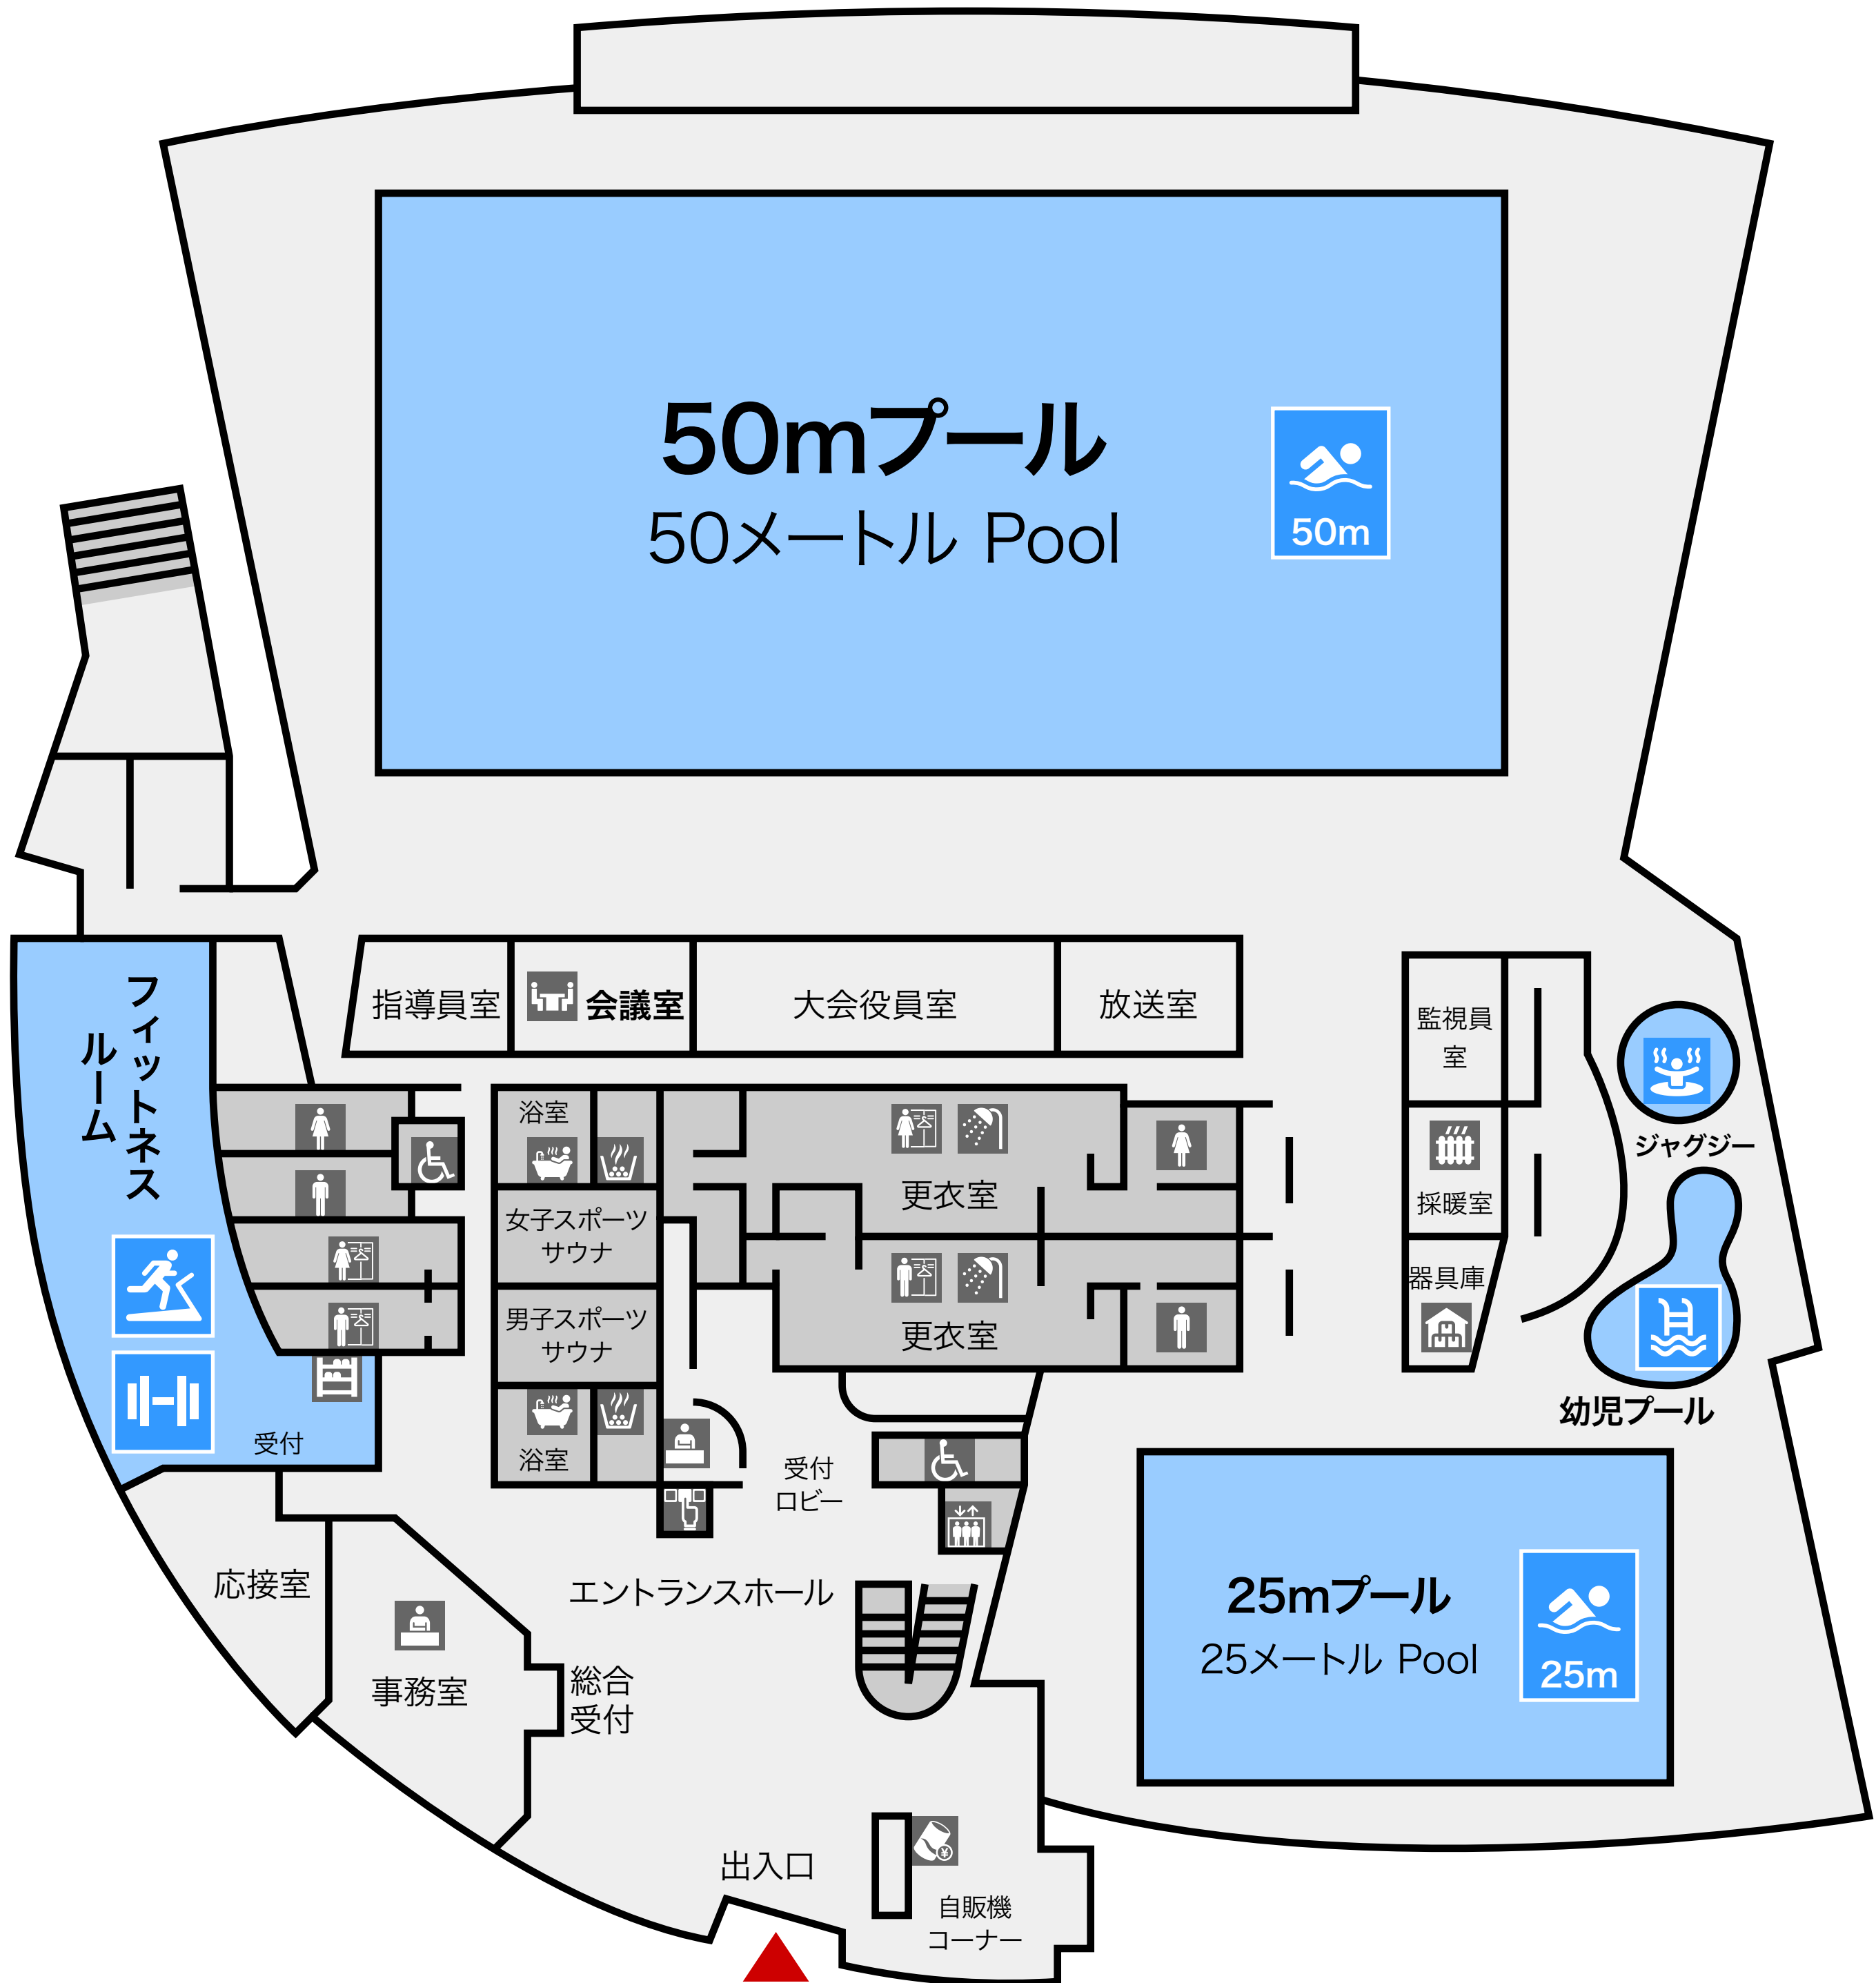 50mプール
50メートル Pool
50m
フィットネス
ルーム
指導員室
会議室
大会役員室
放送室
監視員
室
ジャグジー
浴室
更衣室
採暖室
女子スポーツ
サウナ
器具庫
男子スポーツ
サウナ
更衣室
幼児プール
受付
浴室
受付
ロビー
応接室
エントランスホール
25mプール
25メートル Pool
25m
事務室
総合
受付
出入口
¥
自販機
コーナー